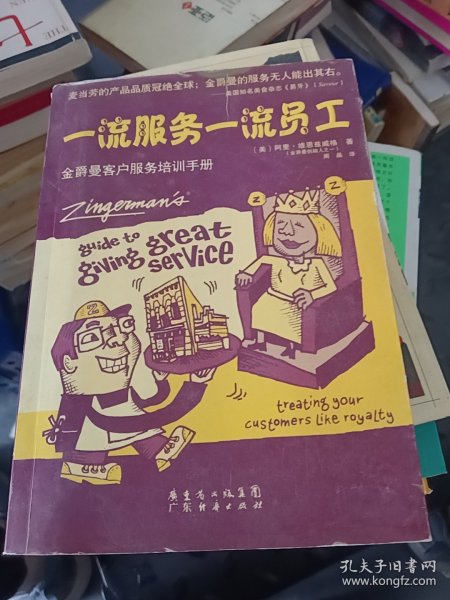 麦当劳的产品品质冠绝全球;金爵曼的服务无人能出其右。
——美国知名美食杂志《易牙》(Saveur)
一流服务一流员工
(美)阿里·维恩兹威格 著
(金爵曼创始人之一)
周晶 译
金爵曼客户服务培训手册
Zingerman's
guide to
giving great
service
Z Z
treating your
customers like royalty
广东省出版集团
广东经济出版社
孔夫子旧书网
www.kongfz.com